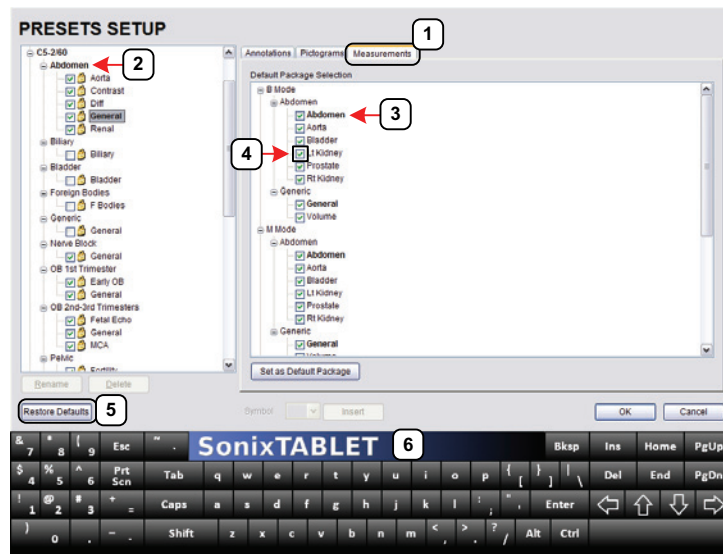 PRESETS SETUP
1
C5-2/60
Abdomen
2
Aorta
Contrast
Diff
General
Renal
Biliary
Biliary
Bladder
Bladder
Foreign Bodies
F Bodies
Generic
General
Nerve Block
General
OB 1st Trimester
Early OB
General
OB 2nd-3rd Trimesters
Fetal Echo
General
MCA
Pelvic
Fertility
Rename Delete
Restore Defaults
5
Annotations Pictograms Measurements
Default Package Selection
B Mode
Abdomen
Abdomen
3
Aorta
Bladder
4
Lt Kidney
Prostate
Rt Kidney
Generic
General
Volume
M Mode
Abdomen
Abdomen
Aorta
Bladder
Lt Kidney
Prostate
Rt Kidney
Generic
General
Volume
Set as Default Package
Symbol Insert
OK Cancel
& 7 * 8 ( 9 Esc ~ . SonixTABLET 6 Bksp Ins Home PgUp
$ 4 % 5 ^ 6 Prt Scn Tab q w e r t y u i o p { [ } ] | \ Del End PgDn
! 1 @ 2 # 3 + = Caps a s d f g h j k l : ; " , Enter
) 0 . - . Shift z x c v b n m < , > . ? / Alt Ctrl